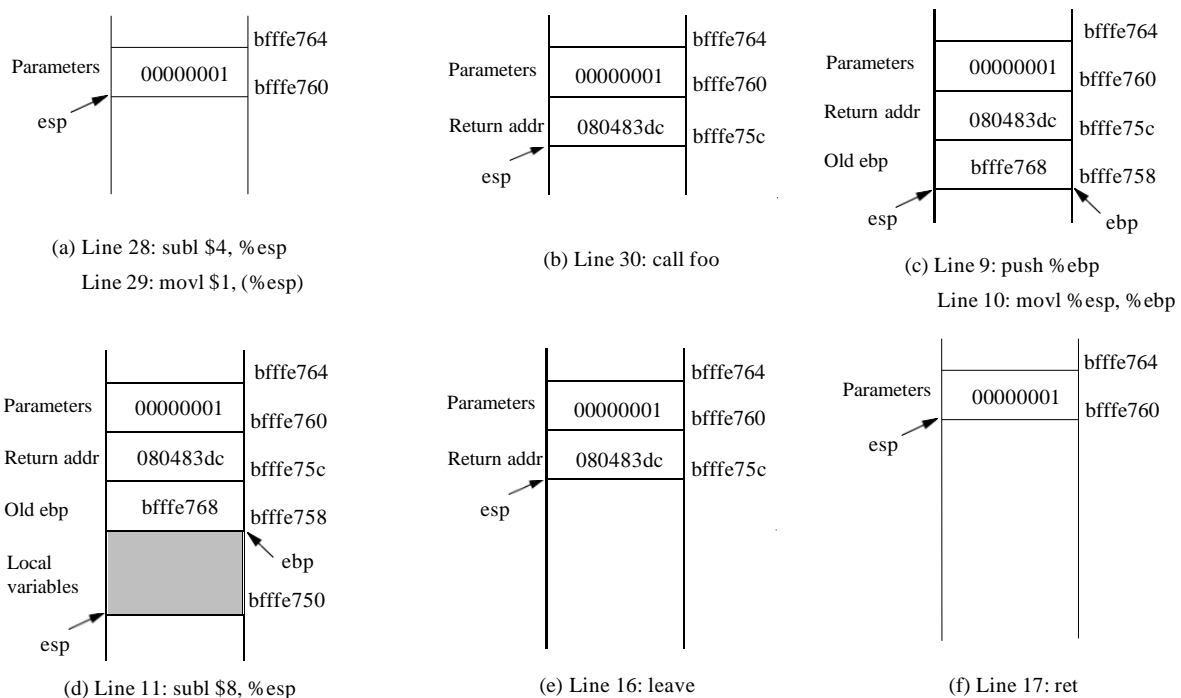 bfffe764
Parameters 00000001
bfffe760
esp
(a) Line 28: subl $4, %esp
Line 29: movl $1, (%esp)
bfffe764
Parameters 00000001
bfffe760
Return addr 080483dc
bfffe75c
esp
(b) Line 30: call foo
bfffe764
Parameters 00000001
bfffe760
Return addr 080483dc
bfffe75c
Old ebp bfffe768
bfffe758
esp
ebp
(c) Line 9: push %ebp
Line 10: movl %esp, %ebp
bfffe764
Parameters 00000001
bfffe760
Return addr 080483dc
bfffe75c
Old ebp bfffe768
bfffe758
ebp
Local
variables
bfffe750
esp
(d) Line 11: subl $8, %esp
bfffe764
Parameters 00000001
bfffe760
Return addr 080483dc
bfffe75c
esp
(e) Line 16: leave
bfffe764
Parameters 00000001
bfffe760
esp
(f) Line 17: ret